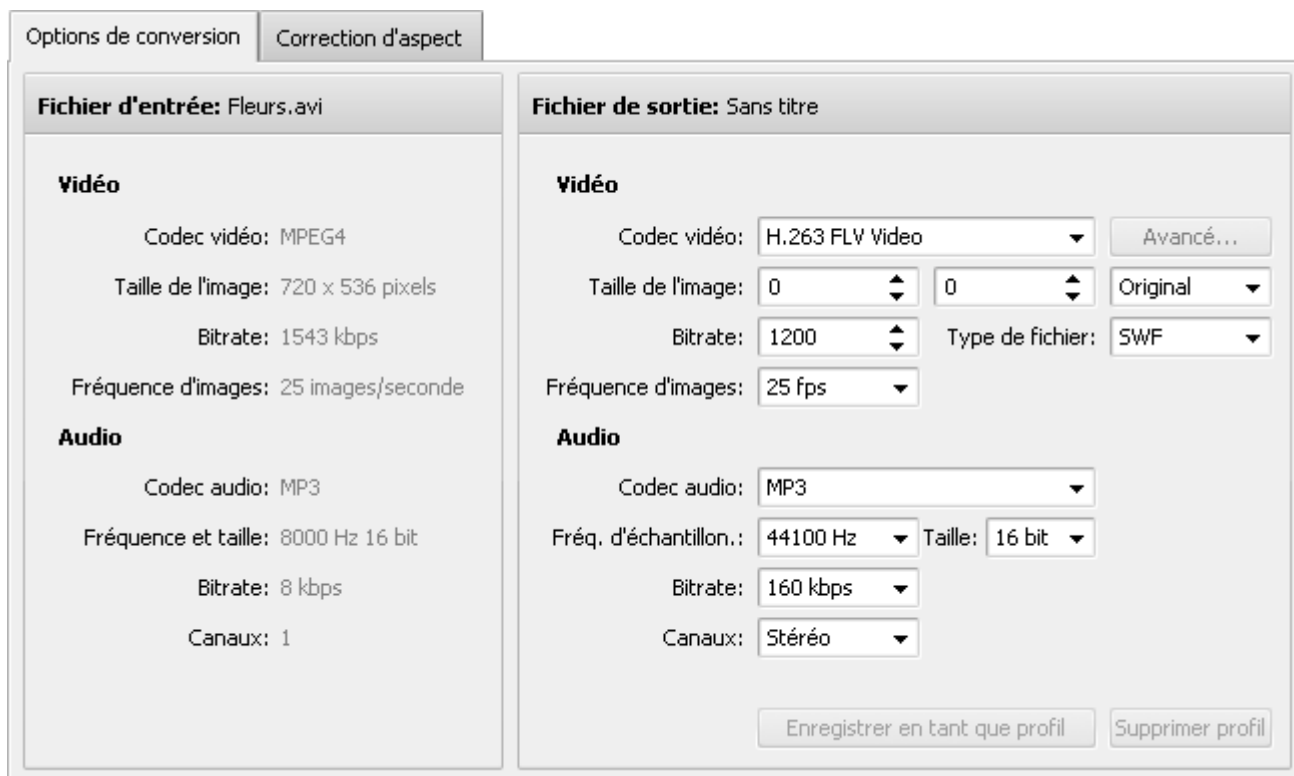 Options de conversion Correction d'aspect
Fichier d'entrée: Fleurs.avi
Vidéo
Codec vidéo: MPEG4
Taille de l'image: 720 x 536 pixels
Bitrate: 1543 kbps
Fréquence d'images: 25 images/seconde
Audio
Codec audio: MP3
Fréquence et taille: 8000 Hz 16 bit
Bitrate: 8 kbps
Canaux: 1
Fichier de sortie: Sans titre
Vidéo
Codec vidéo: H.263 FLV Video Avancé...
Taille de l'image: 0 0 Original
Bitrate: 1200 Type de fichier: SWF
Fréquence d'images: 25 fps
Audio
Codec audio: MP3
Fréq. d'échantillon.: 44100 Hz Taille: 16 bit
Bitrate: 160 kbps
Canaux: Stéréo
Enregistrer en tant que profil Supprimer profil